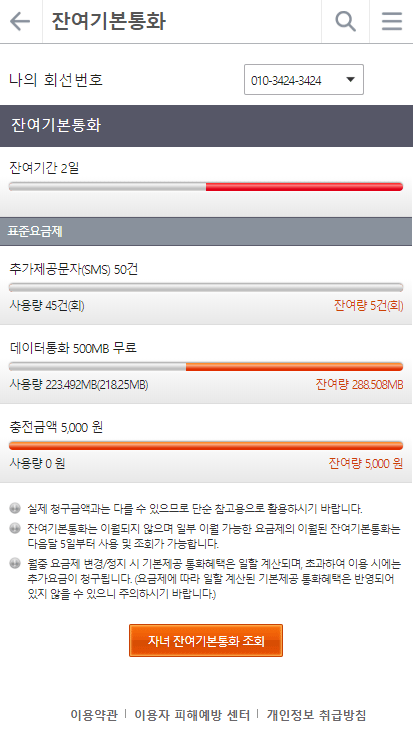 잔여기본통화
나의 회선번호
010-3424-3424
잔여기본통화
잔여기간 2일
표준요금제
추가제공문자(SMS) 50건
사용량 45건(회) 잔여량 5건(회)
데이터통화 500MB 무료
사용량 223.492MB(218.25MB) 잔여량 288.508MB
충전금액 5,000 원
사용량 0 원 잔여량 5,000 원
실제 청구금액과는 다를 수 있으므로 단순 참고용으로 활용하시기 바랍니다.
잔여기본통화는 이월되지 않으며 일부 이월 가능한 요금제의 이월된 잔여기본통화는
다음달 5일부터 사용 및 조회가 가능합니다.
월중 요금제 변경/정지 시 기본제공 통화혜택은 일할 계산되며, 초과하여 이용 시에는
추가요금이 청구됩니다. (요금제에 따라 일할 계산된 기본제공 통화혜택은 반영되어
있지 않을 수 있으니 주의하시기 바랍니다.)
자녀 잔여기본통화 조회
이용약관 | 이용자 피해예방 센터 | 개인정보 취급방침